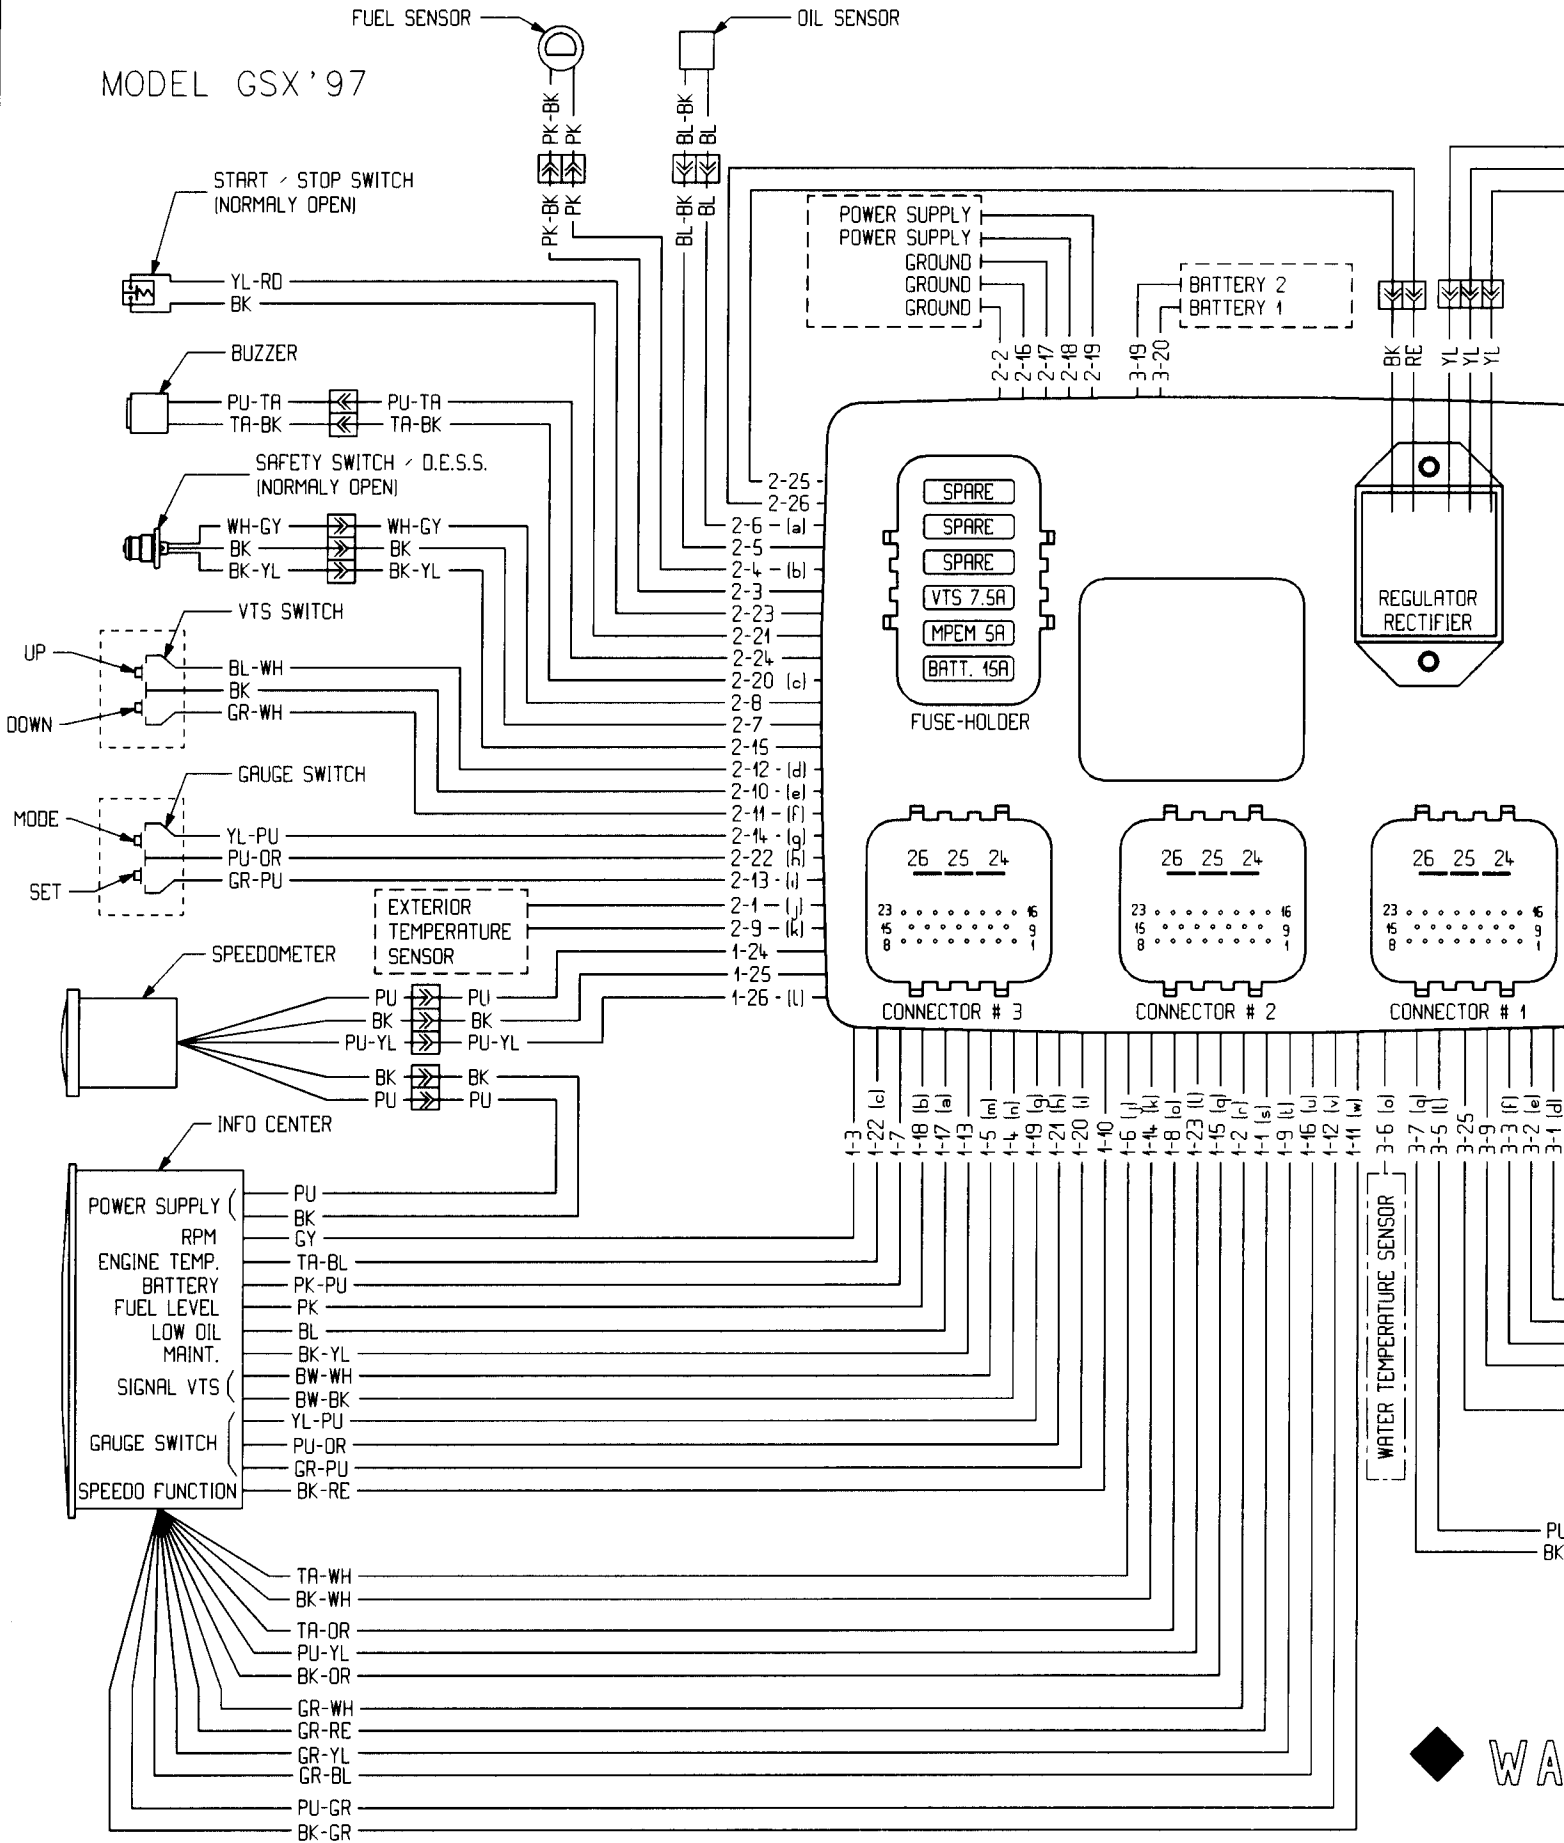 FUEL SENSOR
OIL SENSOR
MODEL GSX'97
PK-BK
PK
BL-BK
BL
PK-BK
PK
BL-BK
BL
START / STOP SWITCH
(NORMALY OPEN)
YL-RD
BK
POWER SUPPLY
POWER SUPPLY
GROUND
GROUND
GROUND
BATTERY 2
BATTERY 1
2-2
2-16
2-17
2-18
2-19
3-19
3-20
BK
RE
YL
YL
YL
BUZZER
PU-TA
PU-TA
TA-BK
TA-BK
SAFETY SWITCH / D.E.S.S.
(NORMALY OPEN)
WH-GY
WH-GY
BK
BK
BK-YL
BK-YL
VTS SWITCH
UP
BL-WH
BK
DOWN
GR-WH
GAUGE SWITCH
MODE
YL-PU
PU-OR
SET
GR-PU
EXTERIOR
TEMPERATURE
SENSOR
2-25
2-26
2-6 (a)
2-5
2-4 (b)
2-3
2-23
2-21
2-24
2-20 (c)
2-8
2-7
2-15
2-12 (d)
2-10 (e)
2-11 (f)
2-14 (g)
2-22 (h)
2-13 (i)
2-1 (j)
2-9 (k)
1-24
1-25
1-26 (l)
SPARE
SPARE
SPARE
VTS 7.5A
MPEM 5A
BATT. 15A
FUSE-HOLDER
REGULATOR
RECTIFIER
26 25 24
23 16
15 9
8 1
CONNECTOR # 3
26 25 24
23 16
15 9
8 1
CONNECTOR # 2
26 25 24
23 16
15 9
8 1
CONNECTOR # 1
SPEEDOMETER
PU
PU
BK
BK
PU-YL
PU-YL
BK
BK
PU
PU
1-3
1-22 (c)
1-7
1-18 (b)
1-17 (a)
1-13
1-5 (m)
1-4 (n)
1-19 (g)
1-21 (h)
1-20 (i)
1-10
1-6 (j)
1-14 (k)
1-8 (o)
1-23 (l)
1-15 (q)
1-2 (r)
1-1 (s)
1-9 (t)
1-16 (u)
1-12 (v)
1-11 (w)
3-6 (o)
3-7 (q)
3-5 (l)
3-25
3-9
3-3 (f)
3-2 (e)
3-1 (d)
INFO CENTER
POWER SUPPLY
PU
BK
RPM
GY
ENGINE TEMP.
TA-BL
BATTERY
PK-PU
FUEL LEVEL
PK
LOW OIL
BL
MAINT.
BK-YL
SIGNAL VTS
BW-WH
BW-BK
GAUGE SWITCH
YL-PU
PU-OR
GR-PU
SPEEDO FUNCTION
BK-RE
WATER TEMPERATURE SENSOR
PU
BK
TA-WH
BK-WH
TA-OR
PU-YL
BK-OR
GR-WH
GR-RE
GR-YL
GR-BL
PU-GR
BK-GR
WA